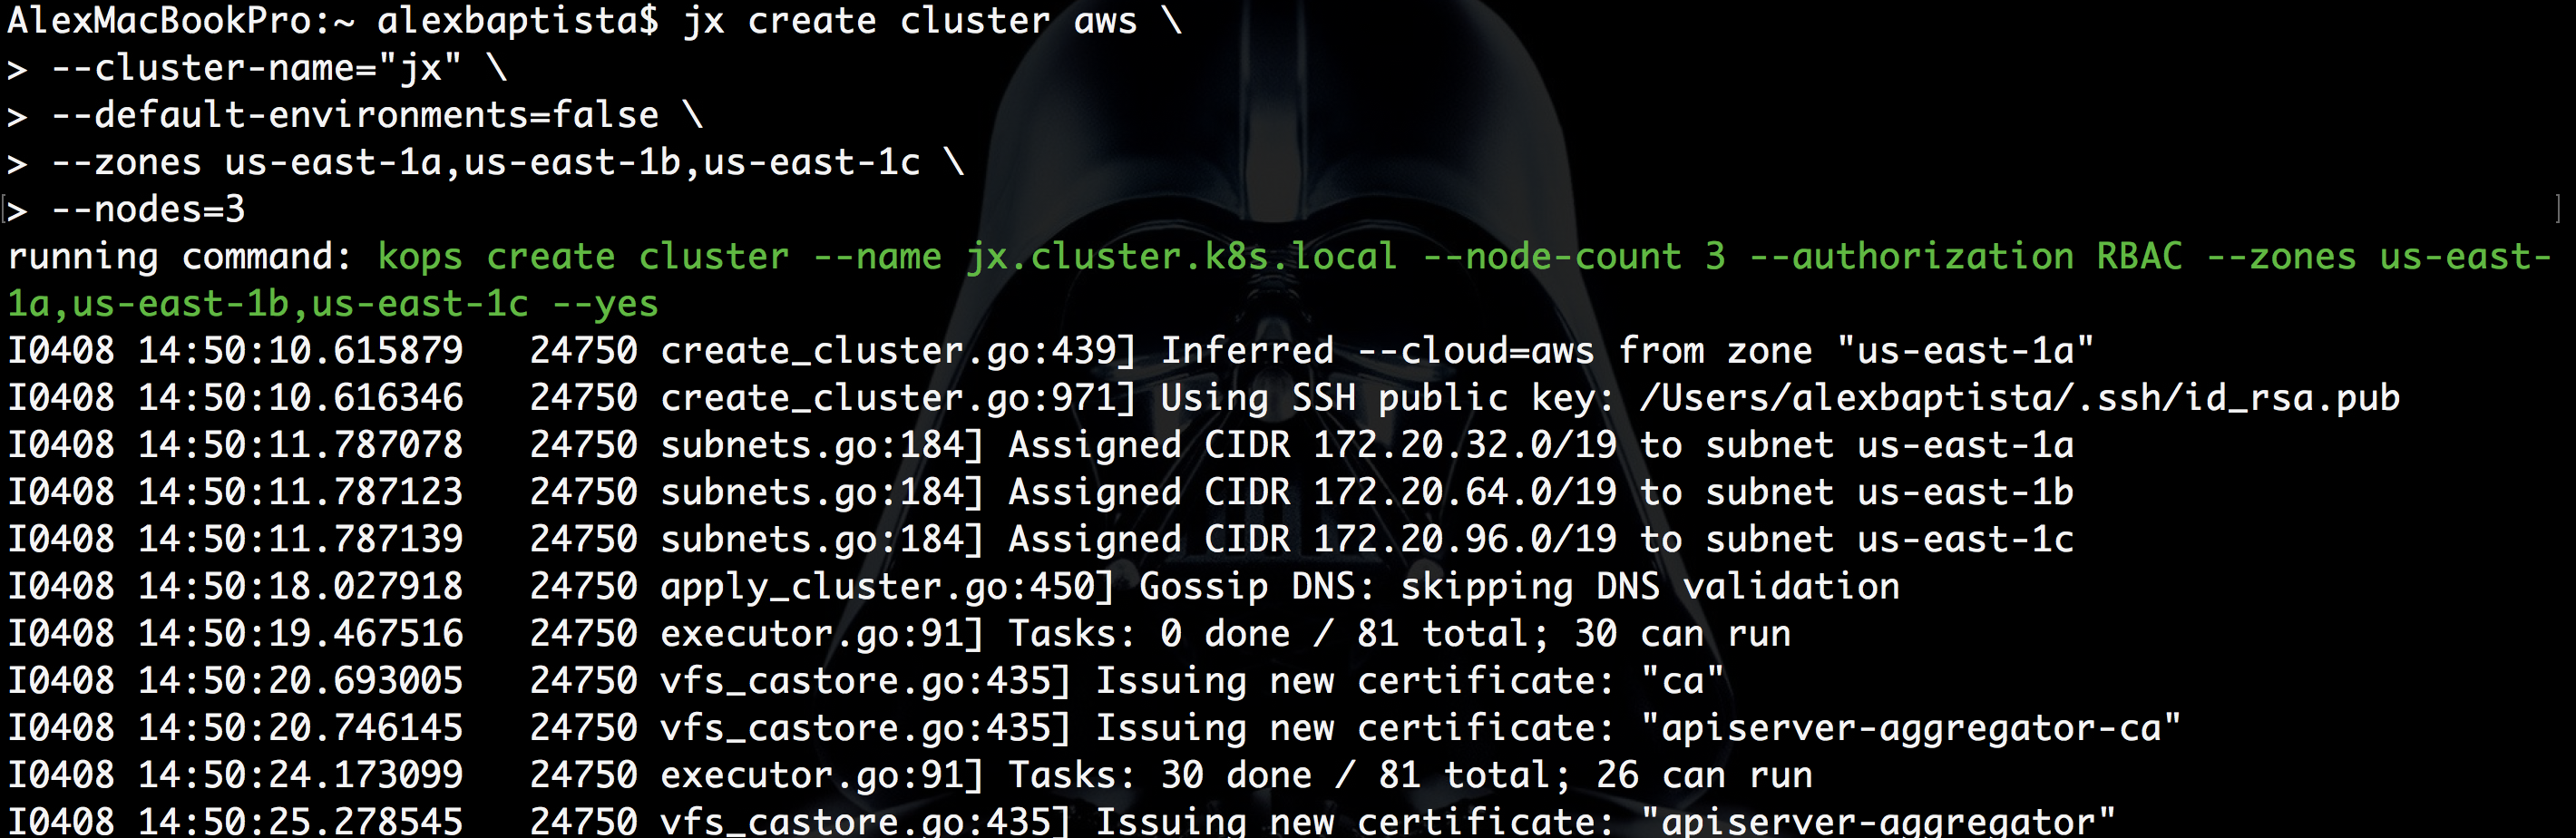 AlexMacBookPro:~ alexbaptista$ jx create cluster aws \
> --cluster-name="jx" \
> --default-environments=false \
> --zones us-east-1a,us-east-1b,us-east-1c \
[> --nodes=3 ]
running command: kops create cluster --name jx.cluster.k8s.local --node-count 3 --authorization RBAC --zones us-east-
1a,us-east-1b,us-east-1c --yes
I0408 14:50:10.615879   24750 create_cluster.go:439] Inferred --cloud=aws from zone "us-east-1a"
I0408 14:50:10.616346   24750 create_cluster.go:971] Using SSH public key: /Users/alexbaptista/.ssh/id_rsa.pub
I0408 14:50:11.787078   24750 subnets.go:184] Assigned CIDR 172.20.32.0/19 to subnet us-east-1a
I0408 14:50:11.787123   24750 subnets.go:184] Assigned CIDR 172.20.64.0/19 to subnet us-east-1b
I0408 14:50:11.787139   24750 subnets.go:184] Assigned CIDR 172.20.96.0/19 to subnet us-east-1c
I0408 14:50:18.027918   24750 apply_cluster.go:450] Gossip DNS: skipping DNS validation
I0408 14:50:19.467516   24750 executor.go:91] Tasks: 0 done / 81 total; 30 can run
I0408 14:50:20.693005   24750 vfs_castore.go:435] Issuing new certificate: "ca"
I0408 14:50:20.746145   24750 vfs_castore.go:435] Issuing new certificate: "apiserver-aggregator-ca"
I0408 14:50:24.173099   24750 executor.go:91] Tasks: 30 done / 81 total; 26 can run
I0408 14:50:25.278545   24750 vfs_castore.go:435] Issuing new certificate: "apiserver-aggregator"